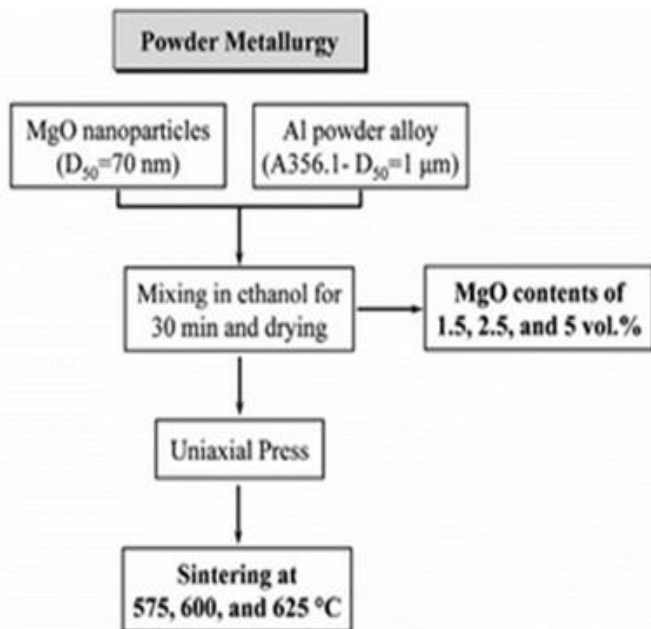 Powder Metallurgy
MgO nanoparticles
(D₅₀=70 nm)
Al powder alloy
(A356.1- D₅₀=1 μm)
Mixing in ethanol for
30 min and drying
MgO contents of
1.5, 2.5, and 5 vol.%
Uniaxial Press
Sintering at
575, 600, and 625 ºC